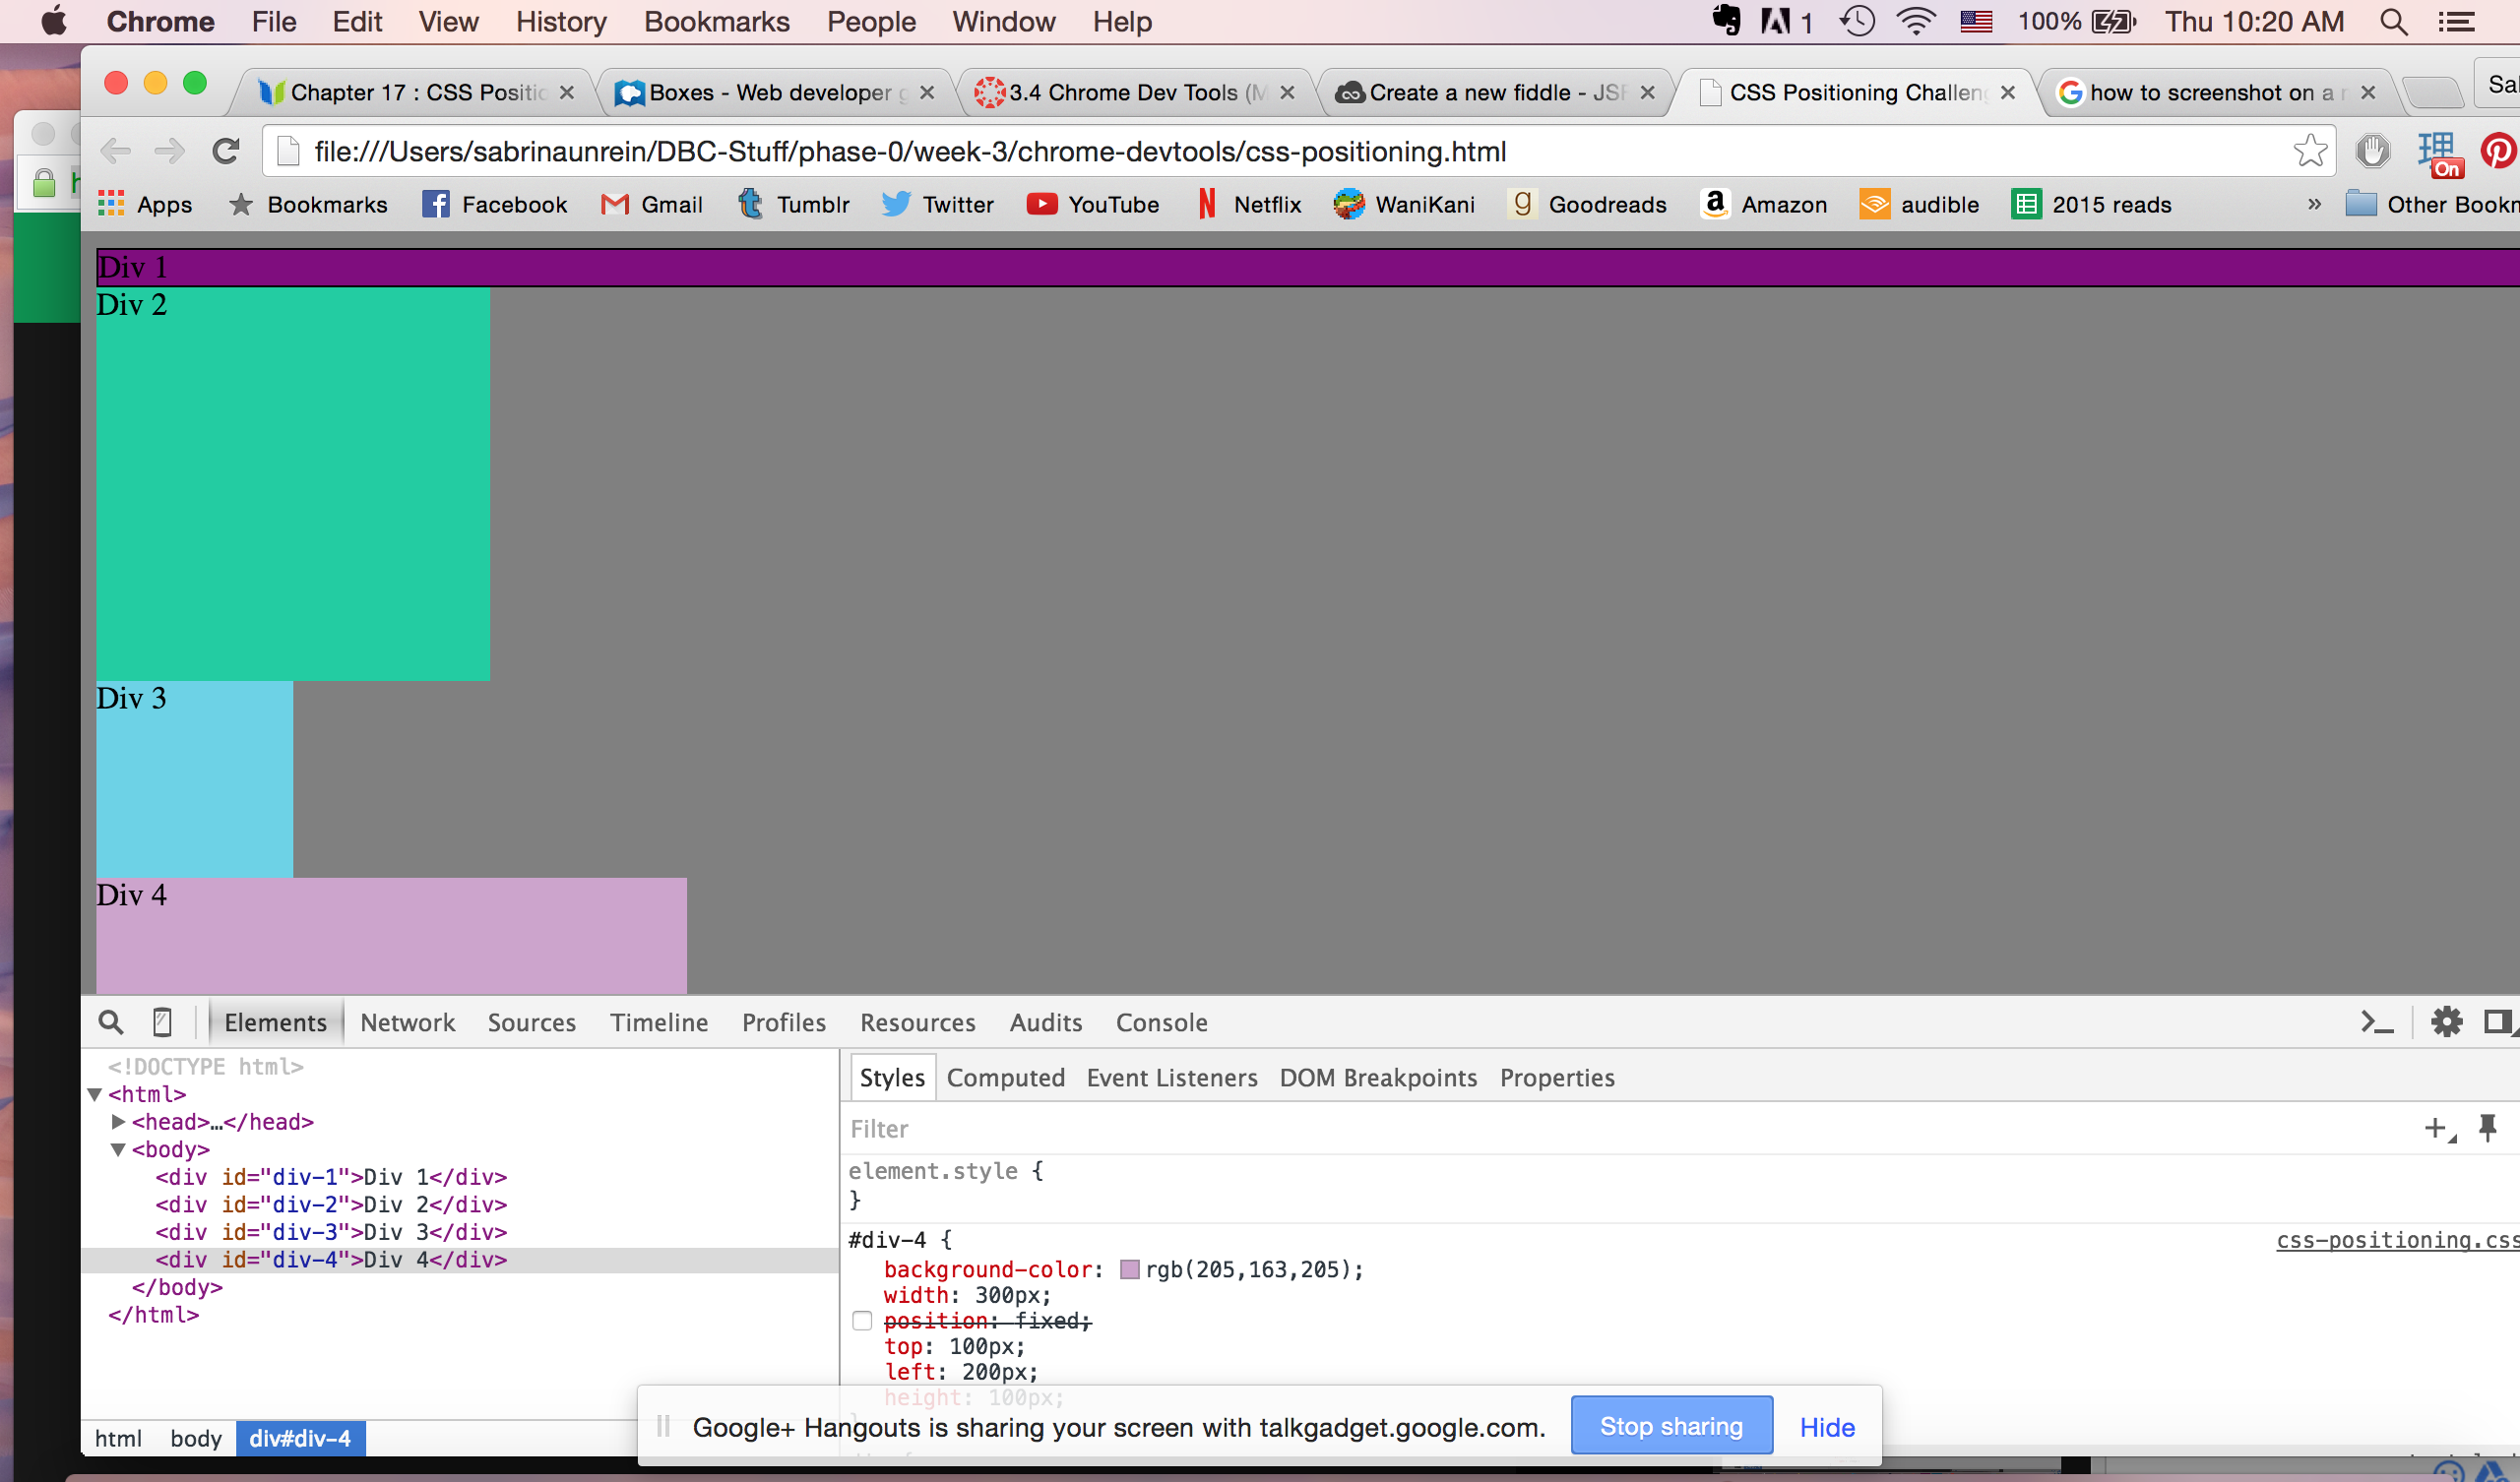 Chrome File Edit View History Bookmarks People Window Help 1 100% Thu 10:20 AM
Chapter 17 : CSS Positio Boxes - Web developer g 3.4 Chrome Dev Tools (M Create a new fiddle - JSF CSS Positioning Challeng how to screenshot on a Sal
file:///Users/sabrinaunrein/DBC-Stuff/phase-0/week-3/chrome-devtools/css-positioning.html 理 On
Apps Bookmarks Facebook Gmail Tumblr Twitter YouTube Netflix WaniKani Goodreads Amazon audible 2015 reads » Other Bookm
Div 1
Div 2
Div 3
Div 4
Elements Network Sources Timeline Profiles Resources Audits Console
<!DOCTYPE html>
<html>
<head>…</head>
<body>
<div id="div-1">Div 1</div>
<div id="div-2">Div 2</div>
<div id="div-3">Div 3</div>
<div id="div-4">Div 4</div>
</body>
</html>
html body div#div-4
Styles Computed Event Listeners DOM Breakpoints Properties
Filter
element.style {
}
#div-4 { css-positioning.css
background-color: rgb(205,163,205);
width: 300px;
position: fixed;
top: 100px;
left: 200px;
height: 100px;
Google+ Hangouts is sharing your screen with talkgadget.google.com. Stop sharing Hide